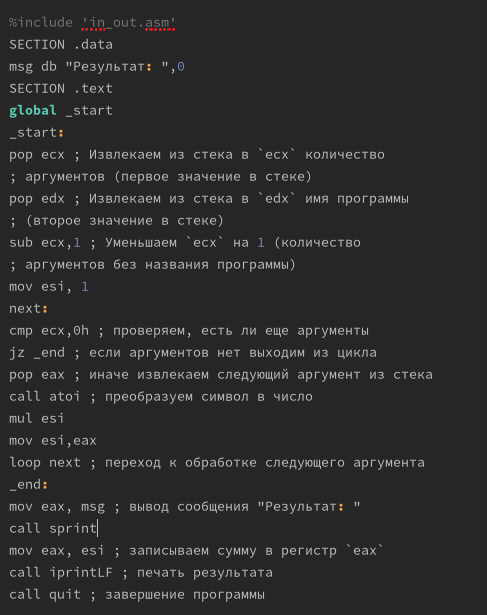 %include 'in_out.asm'
SECTION .data
msg db "Результат: ",0
SECTION .text
global _start
_start:
pop ecx ; Извлекаем из стека в `ecx` количество
; аргументов (первое значение в стеке)
pop edx ; Извлекаем из стека в `edx` имя программы
; (второе значение в стеке)
sub ecx,1 ; Уменьшаем `ecx` на 1 (количество
; аргументов без названия программы)
mov esi, 1
next:
cmp ecx,0h ; проверяем, есть ли еще аргументы
jz _end ; если аргументов нет выходим из цикла
pop eax ; иначе извлекаем следующий аргумент из стека
call atoi ; преобразуем символ в число
mul esi
mov esi,eax
loop next ; переход к обработке следующего аргумента
_end:
mov eax, msg ; вывод сообщения "Результат: "
call sprint
mov eax, esi ; записываем сумму в регистр `eax`
call iprintLF ; печать результата
call quit ; завершение программы